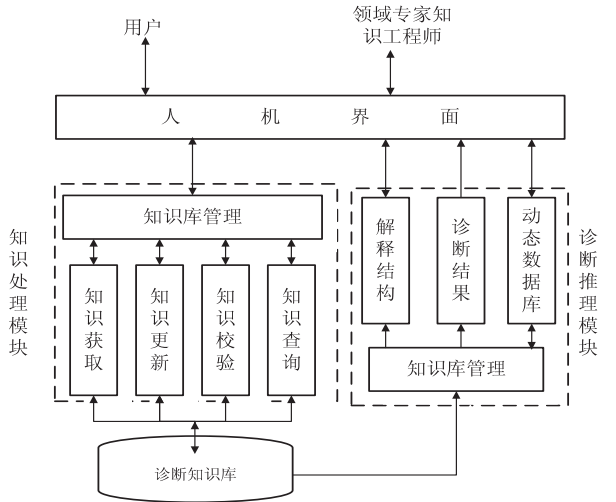 用户
领域专家知
识工程师
人机界面
知识处理模块
知识库管理
知识获取
知识更新
知识校验
知识查询
解释结构
诊断结果
动态数据库
诊断推理模块
知识库管理
诊断知识库